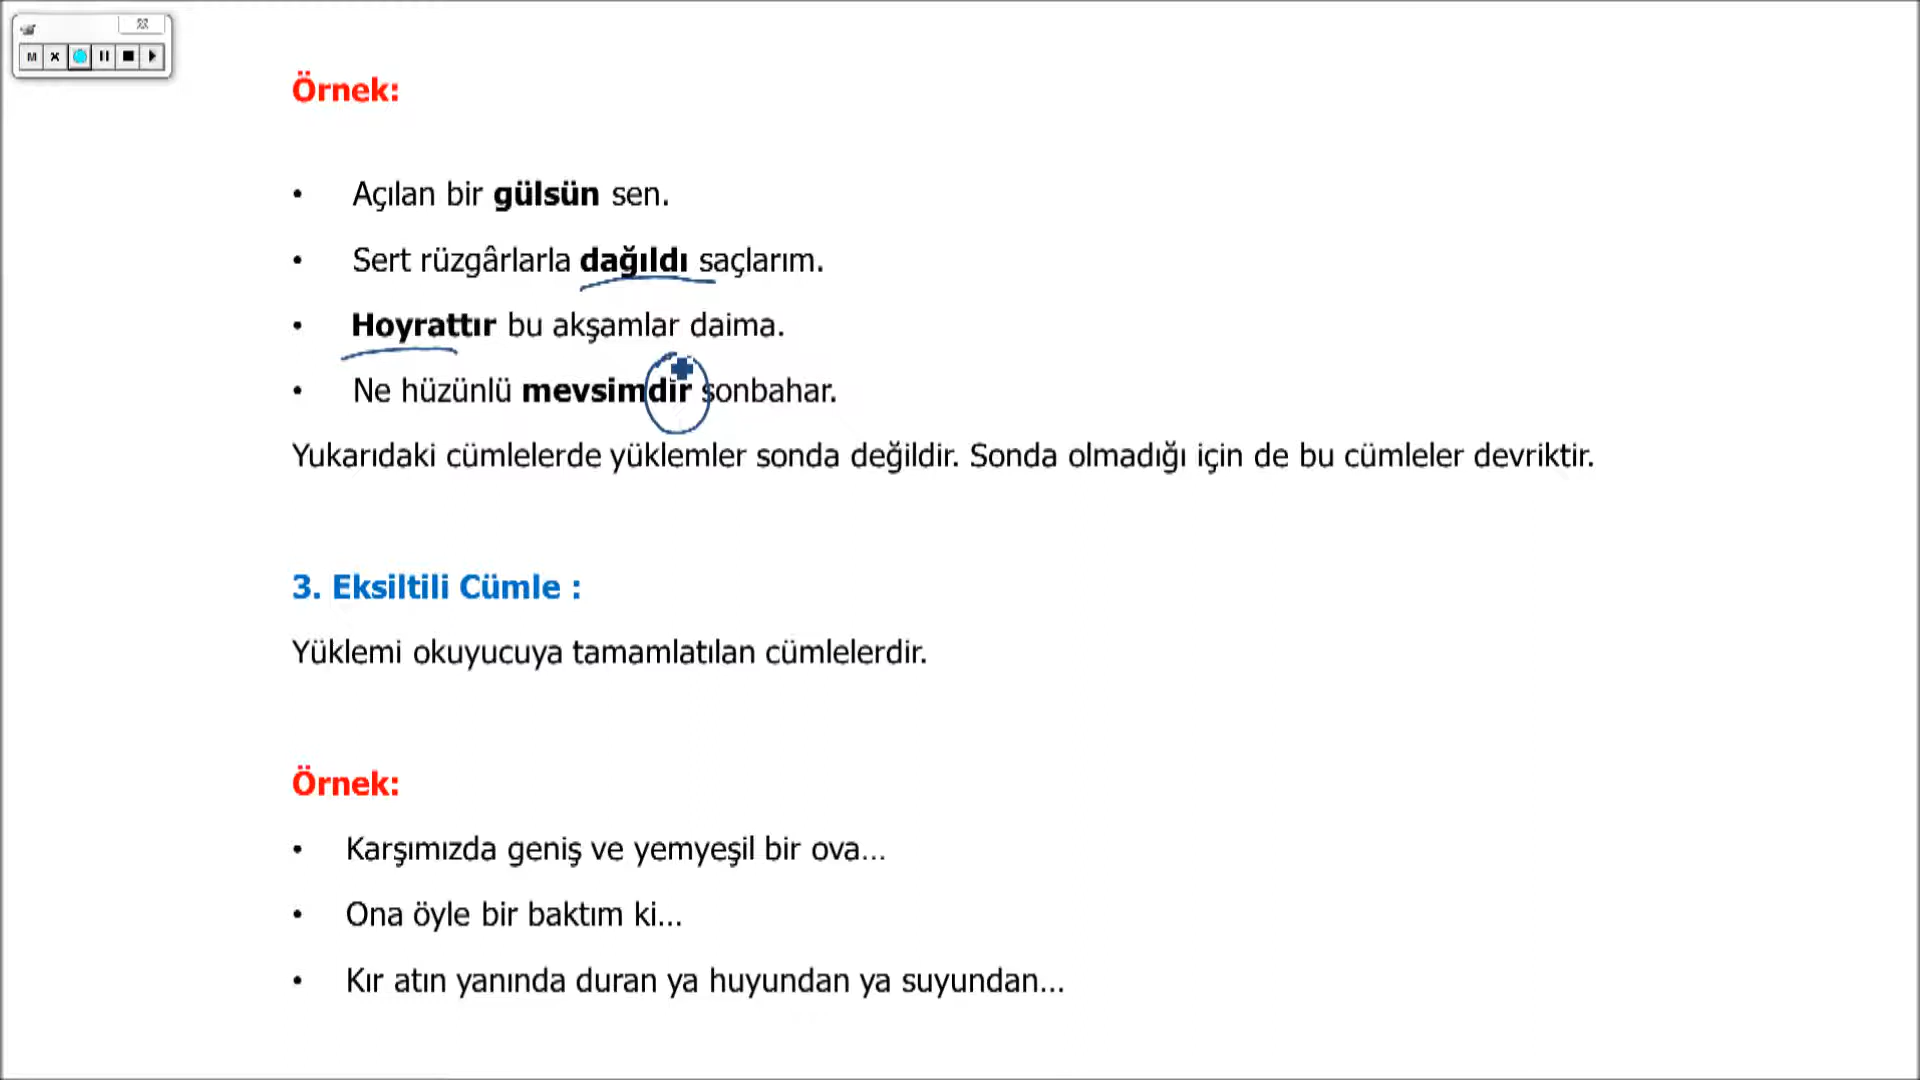 M
Örnek:
• Açılan bir gülsün sen.
• Sert rüzgârlarla dağıldı saçlarım.
• Hoyrattır bu akşamlar daima.
• Ne hüzünlü mevsimdir sonbahar.
Yukarıdaki cümlelerde yüklemler sonda değildir. Sonda olmadığı için de bu cümleler devriktir.
3. Eksiltili Cümle :
Yüklemi okuyucuya tamamlatılan cümlelerdir.
Örnek:
• Karşımızda geniş ve yemyeşil bir ova...
• Ona öyle bir baktım ki...
• Kır atın yanında duran ya huyundan ya suyundan...